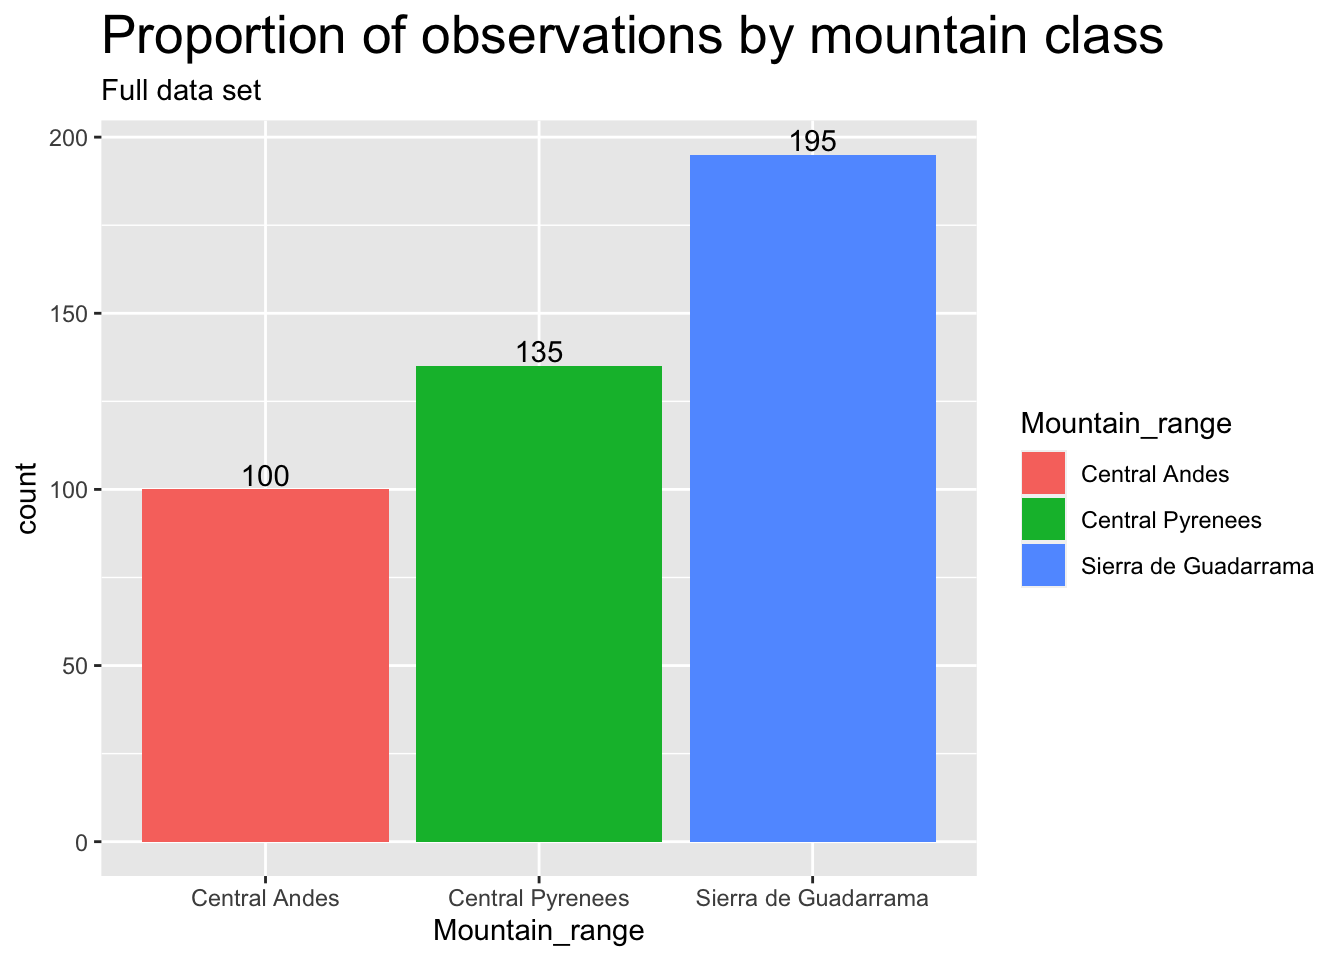 Proportion of observations by mountain class
Full data set
200
150
100
50
0
count
195
135
100
Central Andes
Central Pyrenees
Sierra de Guadarrama
Mountain_range
Mountain_range
Central Andes
Central Pyrenees
Sierra de Guadarrama